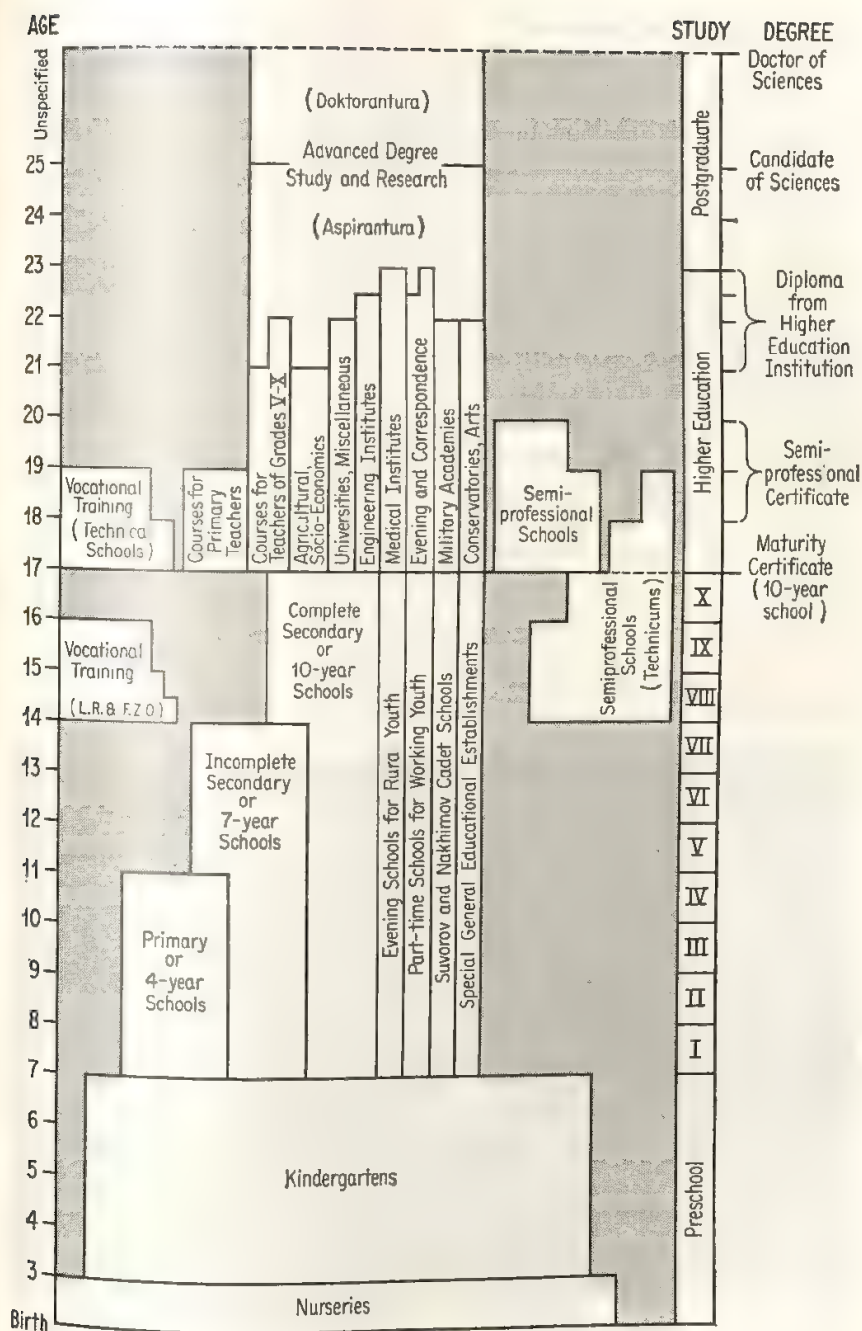 AGE
STUDY
DEGREE
Unspecified
25
24
23
22
21
20
19
18
17
16
15
14
13
12
11
10
9
8
7
6
5
4
3
Birth
(Doktorantura)
Advanced Degree
Study and Research
(Aspirantura)
Vocational
Training
(Technica
Schools)
Courses for
Primary
Teachers
Courses for
Teachers of Grades V-X
Agricultural,
Socio-Economics
Universities, Miscellaneous
Engineering Institutes
Medical Institutes
Evening and Correspondence
Military Academies
Conservatories, Arts
Semi-
professional
Schools
Vocational
Training
(L.R.& F.Z.O)
Complete
Secondary
or
10-year
Schools
Incomplete
Secondary
or
7-year
Schools
Primary
or
4-year
Schools
Evening Schools for Rura Youth
Part-time Schools for Working Youth
Suvorov and Nakhimov Cadet Schools
Special General Educational Establishments
Semiprofessional
Schools
(Technicums)
Kindergartens
Nurseries
Postgraduate
Higher Education
X
IX
VIII
VII
VI
V
IV
III
II
I
Preschool
Doctor of
Sciences
Candidate
of Sciences
Diploma
from
Higher
Education
Institution
Semi-
professional
Certificate
Maturity
Certificate
(10-year
school)